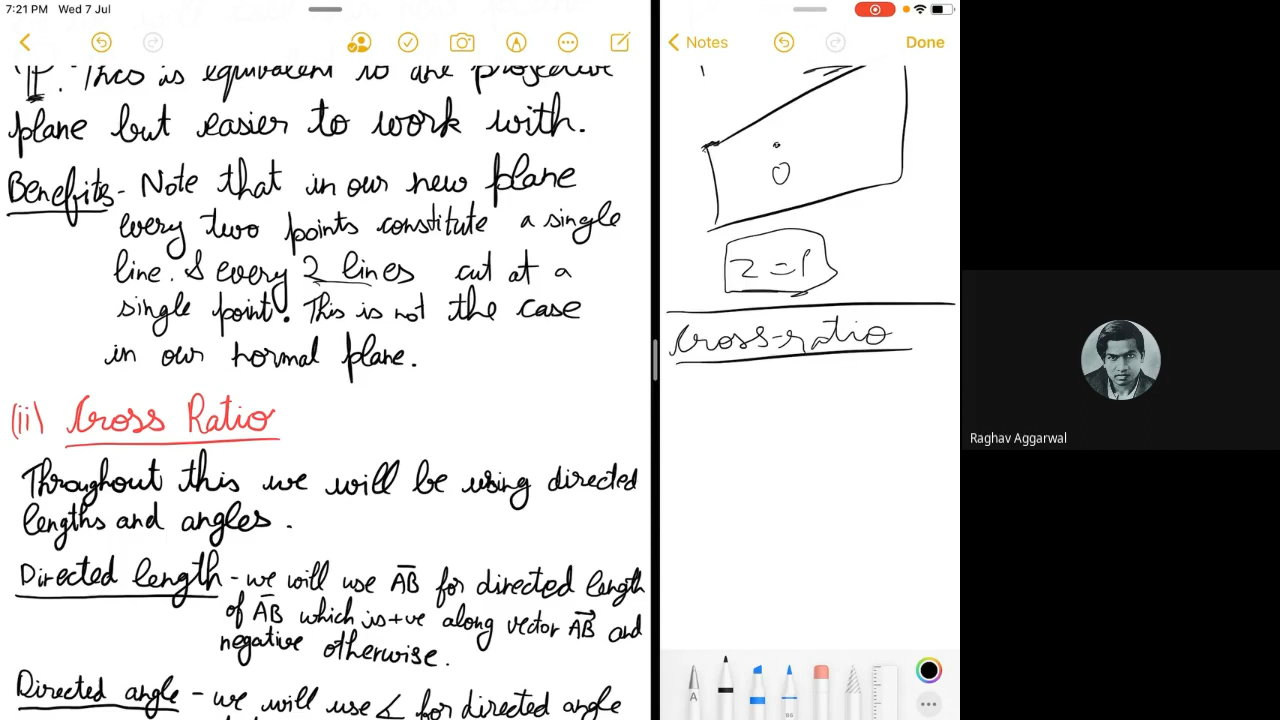 7:21 PM Wed 7 Jul
Notes
Done
This is equivalent to the projective
plane but easier to work with.
Benefits - Note that in our new plane
every two points constitute a single
line. & every 2 lines cut at a
single point. This is not the case
in our normal plane.
(ii) Cross Ratio
Throughout this we will be using directed
lengths and angles.
Directed length - we will use AB for directed length
of AB which is +ve along vector AB and
negative otherwise.
Directed angle - we will use ∡ for directed angle
O
z=1
Cross-ratio
A
Raghav Aggarwal